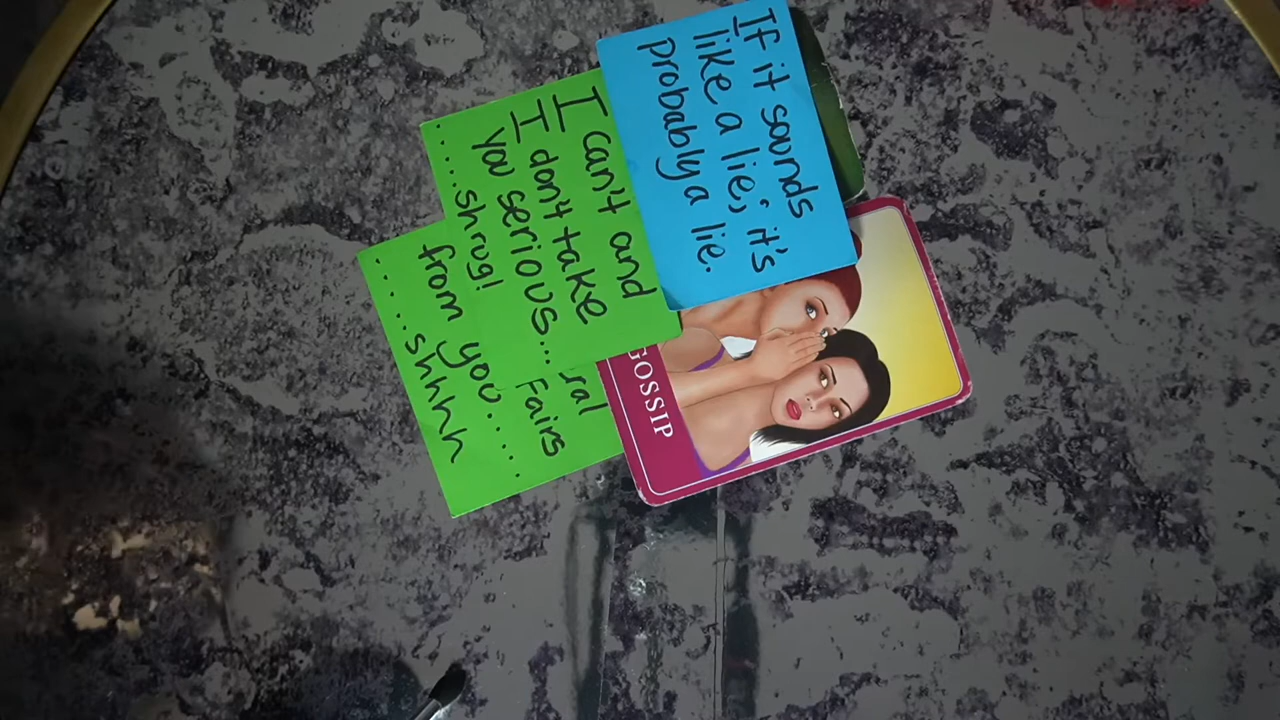 If it sounds
like a lie; it's
probably a lie.
I can't and
I don't take
you serious...
.....shrug!
Fairs
from you.....
.....shhhh
GOSSIP